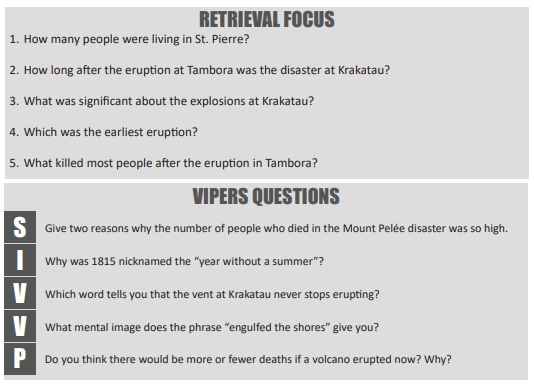 RETRIEVAL FOCUS
1. How many people were living in St. Pierre?
2. How long after the eruption at Tambora was the disaster at Krakatau?
3. What was significant about the explosions at Krakatau?
4. Which was the earliest eruption?
5. What killed most people after the eruption in Tambora?
VIPERS QUESTIONS
S Give two reasons why the number of people who died in the Mount Pelée disaster was so high.
I Why was 1815 nicknamed the “year without a summer”?
V Which word tells you that the vent at Krakatau never stops erupting?
V What mental image does the phrase “engulfed the shores” give you?
P Do you think there would be more or fewer deaths if a volcano erupted now? Why?